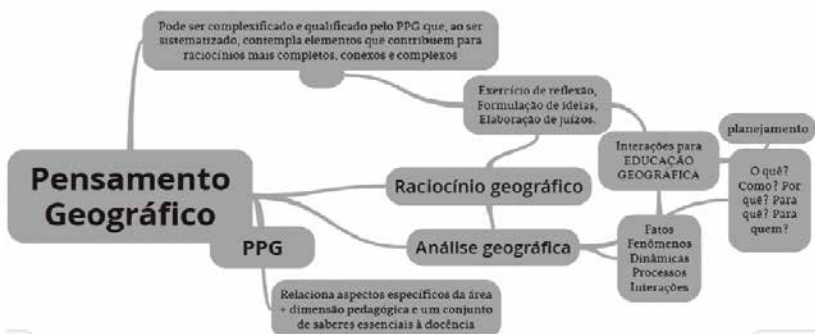 Pode ser complexificado e qualificado pelo PPG que, ao ser
sistematizado, contempla elementos que contribuem para
raciocínios mais completos, conexos e complexos
Exercício de reflexão,
Formulação de ideias,
Elaboração de juízos.
planejamento
Interações para
EDUCAÇÃO
GEOGRÁFICA
O quê?
Como? Por
quê? Para
quê? Para
quem?
Pensamento
Geográfico
Raciocínio geográfico
PPG
Análise geográfica
Fatos
Fenômenos
Dinâmicas
Processos
Interações
Relaciona aspectos específicos da área
+ dimensão pedagógica e um conjunto
de saberes essenciais à docência